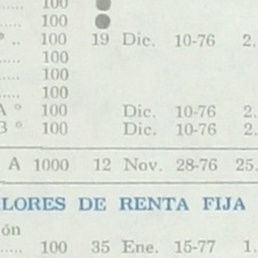 ..... 100 ●
..... 100 ●
º .. 100 19 Dic. 10-76 2.
..... 100
..... 100
..... 100
A º 100 Dic. 10-76 2.
3 º 100 Dic. 10-76 2.
A 1000 12 Nov. 28-76 25.
LORES DE RENTA FIJA
ón
..... 100 35 Ene. 15-77 1.